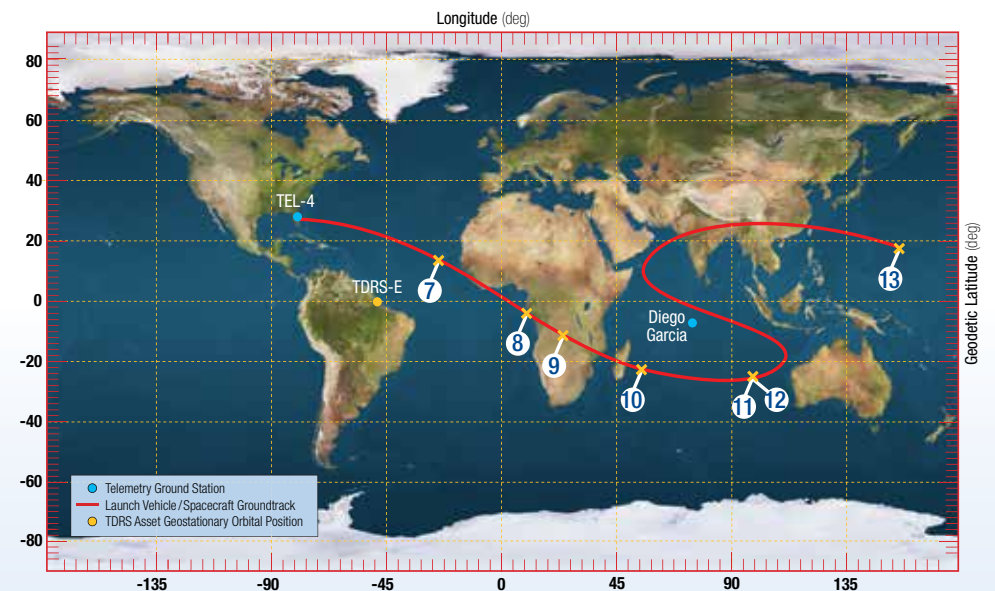 Longitude (deg)
80
60
40
20
0
-20
-40
-60
-80
TEL-4
TDRS-E
Diego
Garcia
7
8
9
10
11
12
13
Geodetic Latitude (deg)
Telemetry Ground Station
Launch Vehicle/Spacecraft Groundtrack
TDRS Asset Geostationary Orbital Position
-135
-90
-45
0
45
90
135